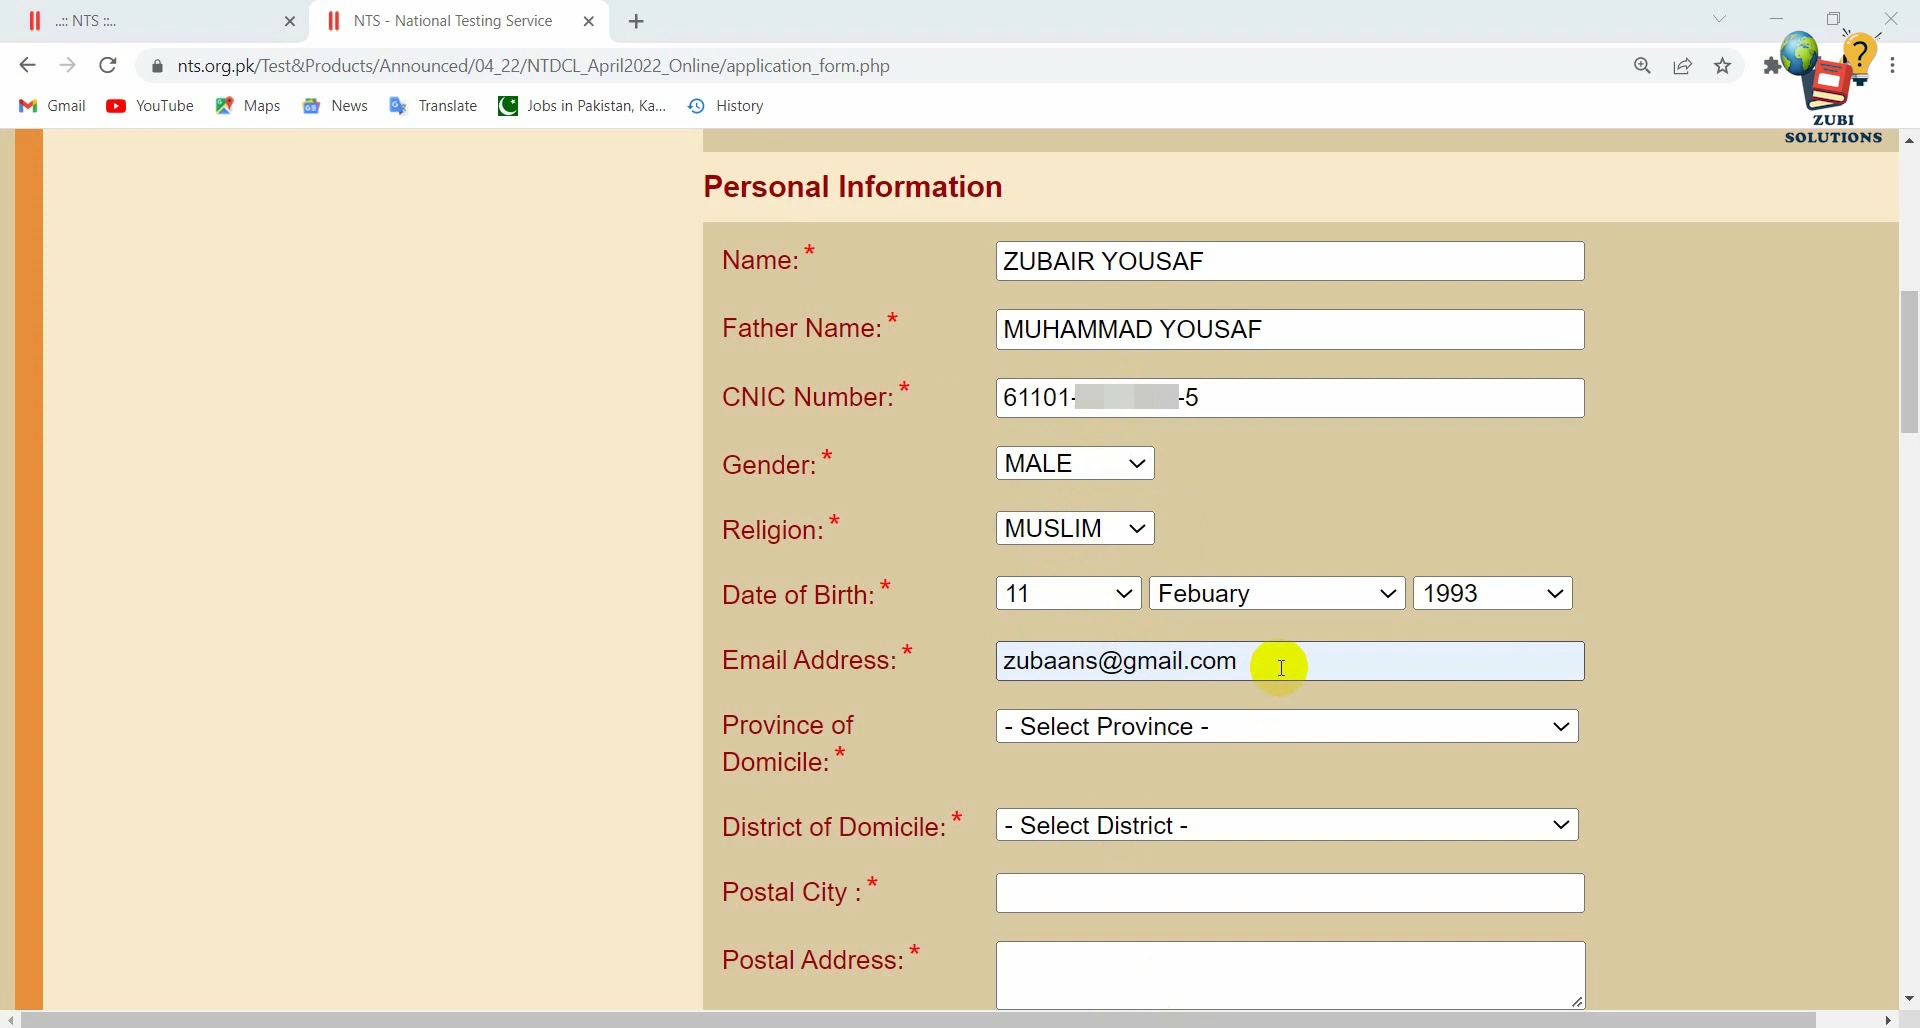 ..:: NTS ::..
NTS - National Testing Service
nts.org.pk/Test&Products/Announced/04_22/NTDCL_April2022_Online/application_form.php
Gmail YouTube Maps News Translate Jobs in Pakistan, Ka... History
ZUBI
SOLUTIONS
Personal Information
Name:* ZUBAIR YOUSAF
Father Name:* MUHAMMAD YOUSAF
CNIC Number:* 61101- -5
Gender:* MALE
Religion:* MUSLIM
Date of Birth:* 11 Febuary 1993
Email Address:* zubaans@gmail.com
Province of
Domicile:* - Select Province -
District of Domicile:* - Select District -
Postal City :*
Postal Address:*